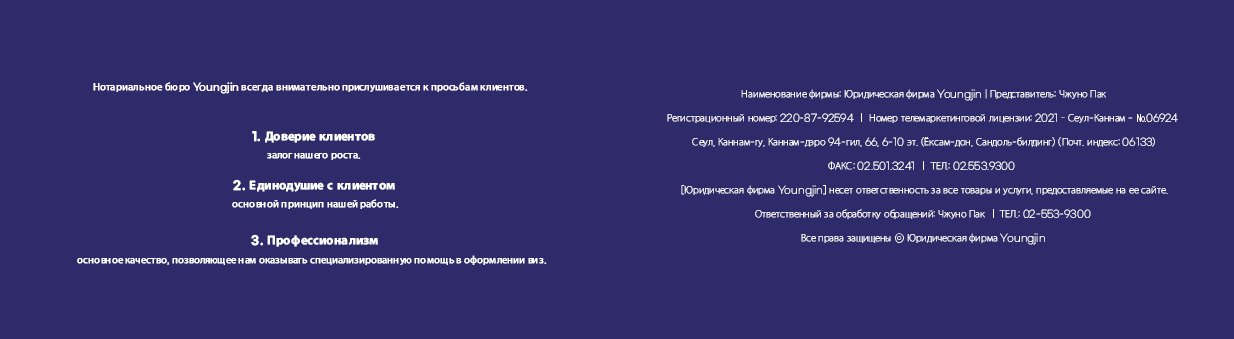 Нотариальное бюро Youngjin всегда внимательно прислушивается к просьбам клиентов.
1. Доверие клиентов
залог нашего роста.
2. Единодушие с клиентом
основной принцип нашей работы.
3. Профессионализм
основное качество, позволяющее нам оказывать специализированную помощь в оформлении виз.
Наименование фирмы: Юридическая фирма Youngjin | Представитель: Чжуно Пак
Регистрационный номер: 220-87-92594 | Номер телемаркетинговой лицензии: 2021 - Сеул-Каннам - №06924
Сеул, Каннам-гу, Каннам-дэро 94-гил, 66, 6-10 эт. (Ёксам-дон, Сандоль-билдинг) (Почт. индекс: 06133)
ФАКС: 02.501.3241 | ТЕЛ: 02.553.9300
[Юридическая фирма Youngjin] несет ответственность за все товары и услуги, предоставляемые на ее сайте.
Ответственный за обработку обращений: Чжуно Пак | ТЕЛ.: 02-553-9300
Все права защищены © Юридическая фирма Youngjin